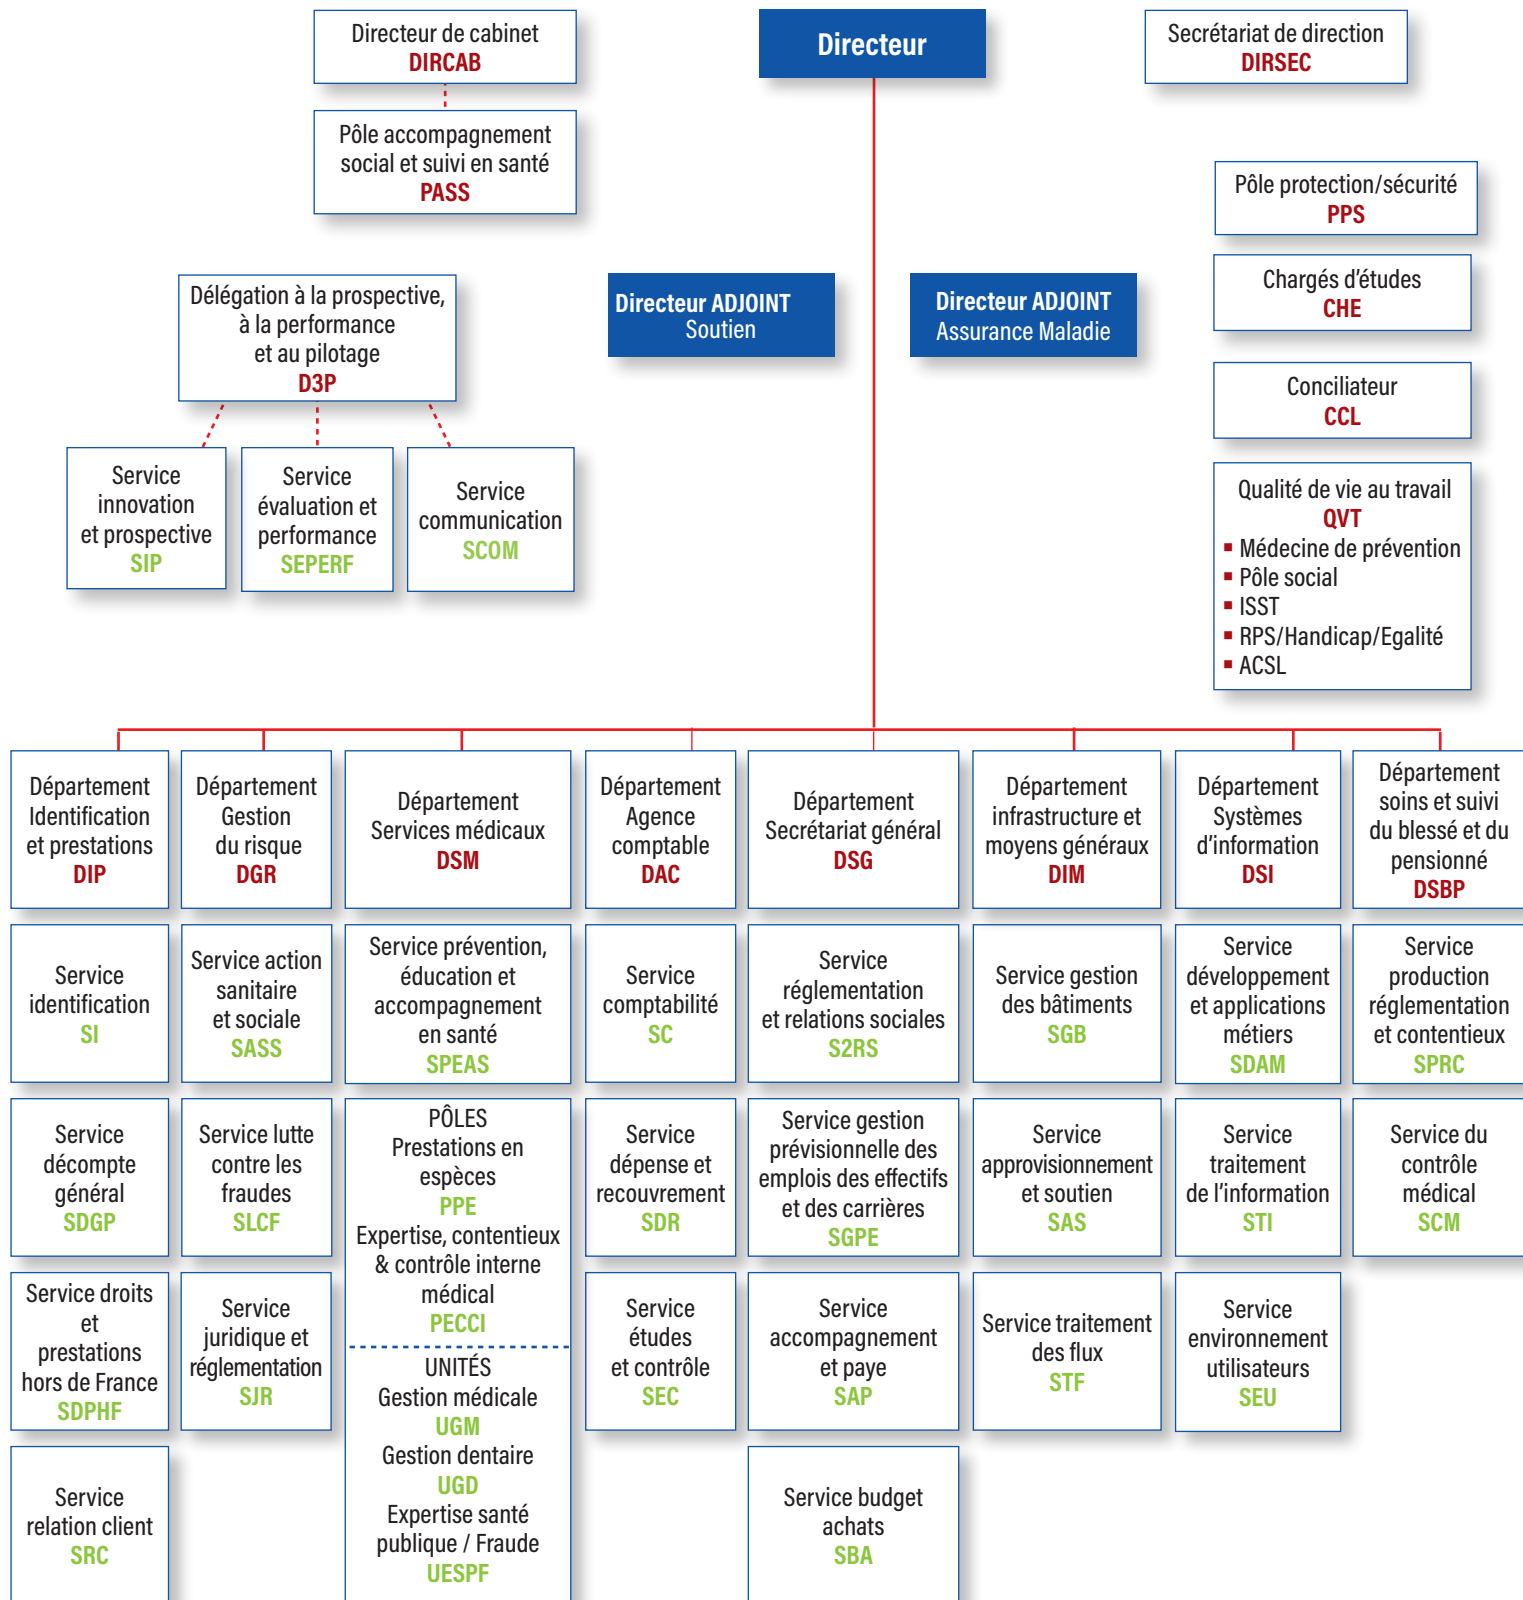 Directeur de cabinet
DIRCAB
Directeur
Secrétariat de direction
DIRSEC
Pôle accompagnement
social et suivi en santé
PASS
Pôle protection/sécurité
PPS
Chargés d'études
CHE
Conciliateur
CCL
Qualité de vie au travail
QVT
Médecine de prévention
Pôle social
ISST
RPS/Handicap/Egalité
ACSL
Délégation à la prospective,
à la performance
et au pilotage
D3P
Directeur ADJOINT
Soutien
Directeur ADJOINT
Assurance Maladie
Service
innovation
et prospective
SIP
Service
évaluation et
performance
SEPERF
Service
communication
SCOM
Département
Identification
et prestations
DIP
Département
Gestion
du risque
DGR
Département
Services médicaux
DSM
Département
Agence
comptable
DAC
Département
Secrétariat général
DSG
Département
infrastructure et
moyens généraux
DIM
Département
Systèmes
d'information
DSI
Département
soins et suivi
du blessé et du
pensionné
DSBP
Service
identification
SI
Service action
sanitaire
et sociale
SASS
Service prévention,
éducation et
accompagnement
en santé
SPEAS
Service
comptabilité
SC
Service
réglementation
et relations sociales
S2RS
Service gestion
des bâtiments
SGB
Service
développement
et applications
métiers
SDAM
Service
production
réglementation
et contentieux
SPRC
Service
décompte
général
SDGP
Service lutte
contre les
fraudes
SLCF
PÔLES
Prestations en
espèces
PPE
Expertise, contentieux
& contrôle interne
médical
PECCI
UNITÉS
Gestion médicale
UGM
Gestion dentaire
UGD
Expertise santé
publique / Fraude
UESPF
Service
dépense et
recouvrement
SDR
Service gestion
prévisionnelle des
emplois des effectifs
et des carrières
SGPE
Service
approvisionnement
et soutien
SAS
Service
traitement
de l'information
STI
Service du
contrôle
médical
SCM
Service droits
et
prestations
hors de France
SDPHF
Service
juridique et
réglementation
SJR
Service
études
et contrôle
SEC
Service
accompagnement
et paye
SAP
Service traitement
des flux
STF
Service
environnement
utilisateurs
SEU
Service
relation client
SRC
Service budget
achats
SBA